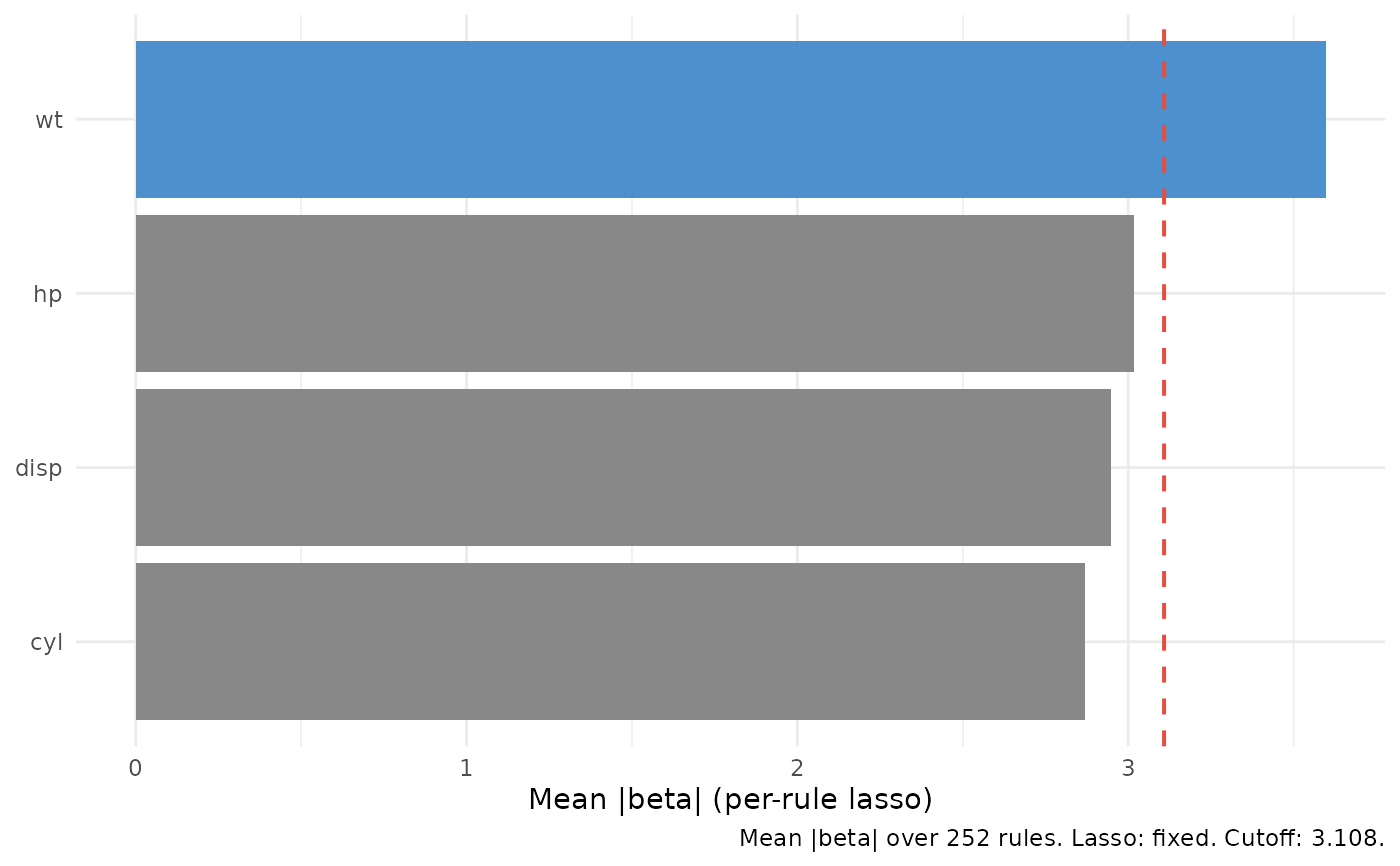 wt
hp
disp
cyl
0 1 2 3
Mean |beta| (per-rule lasso)
Mean |beta| over 252 rules. Lasso: fixed. Cutoff: 3.108.